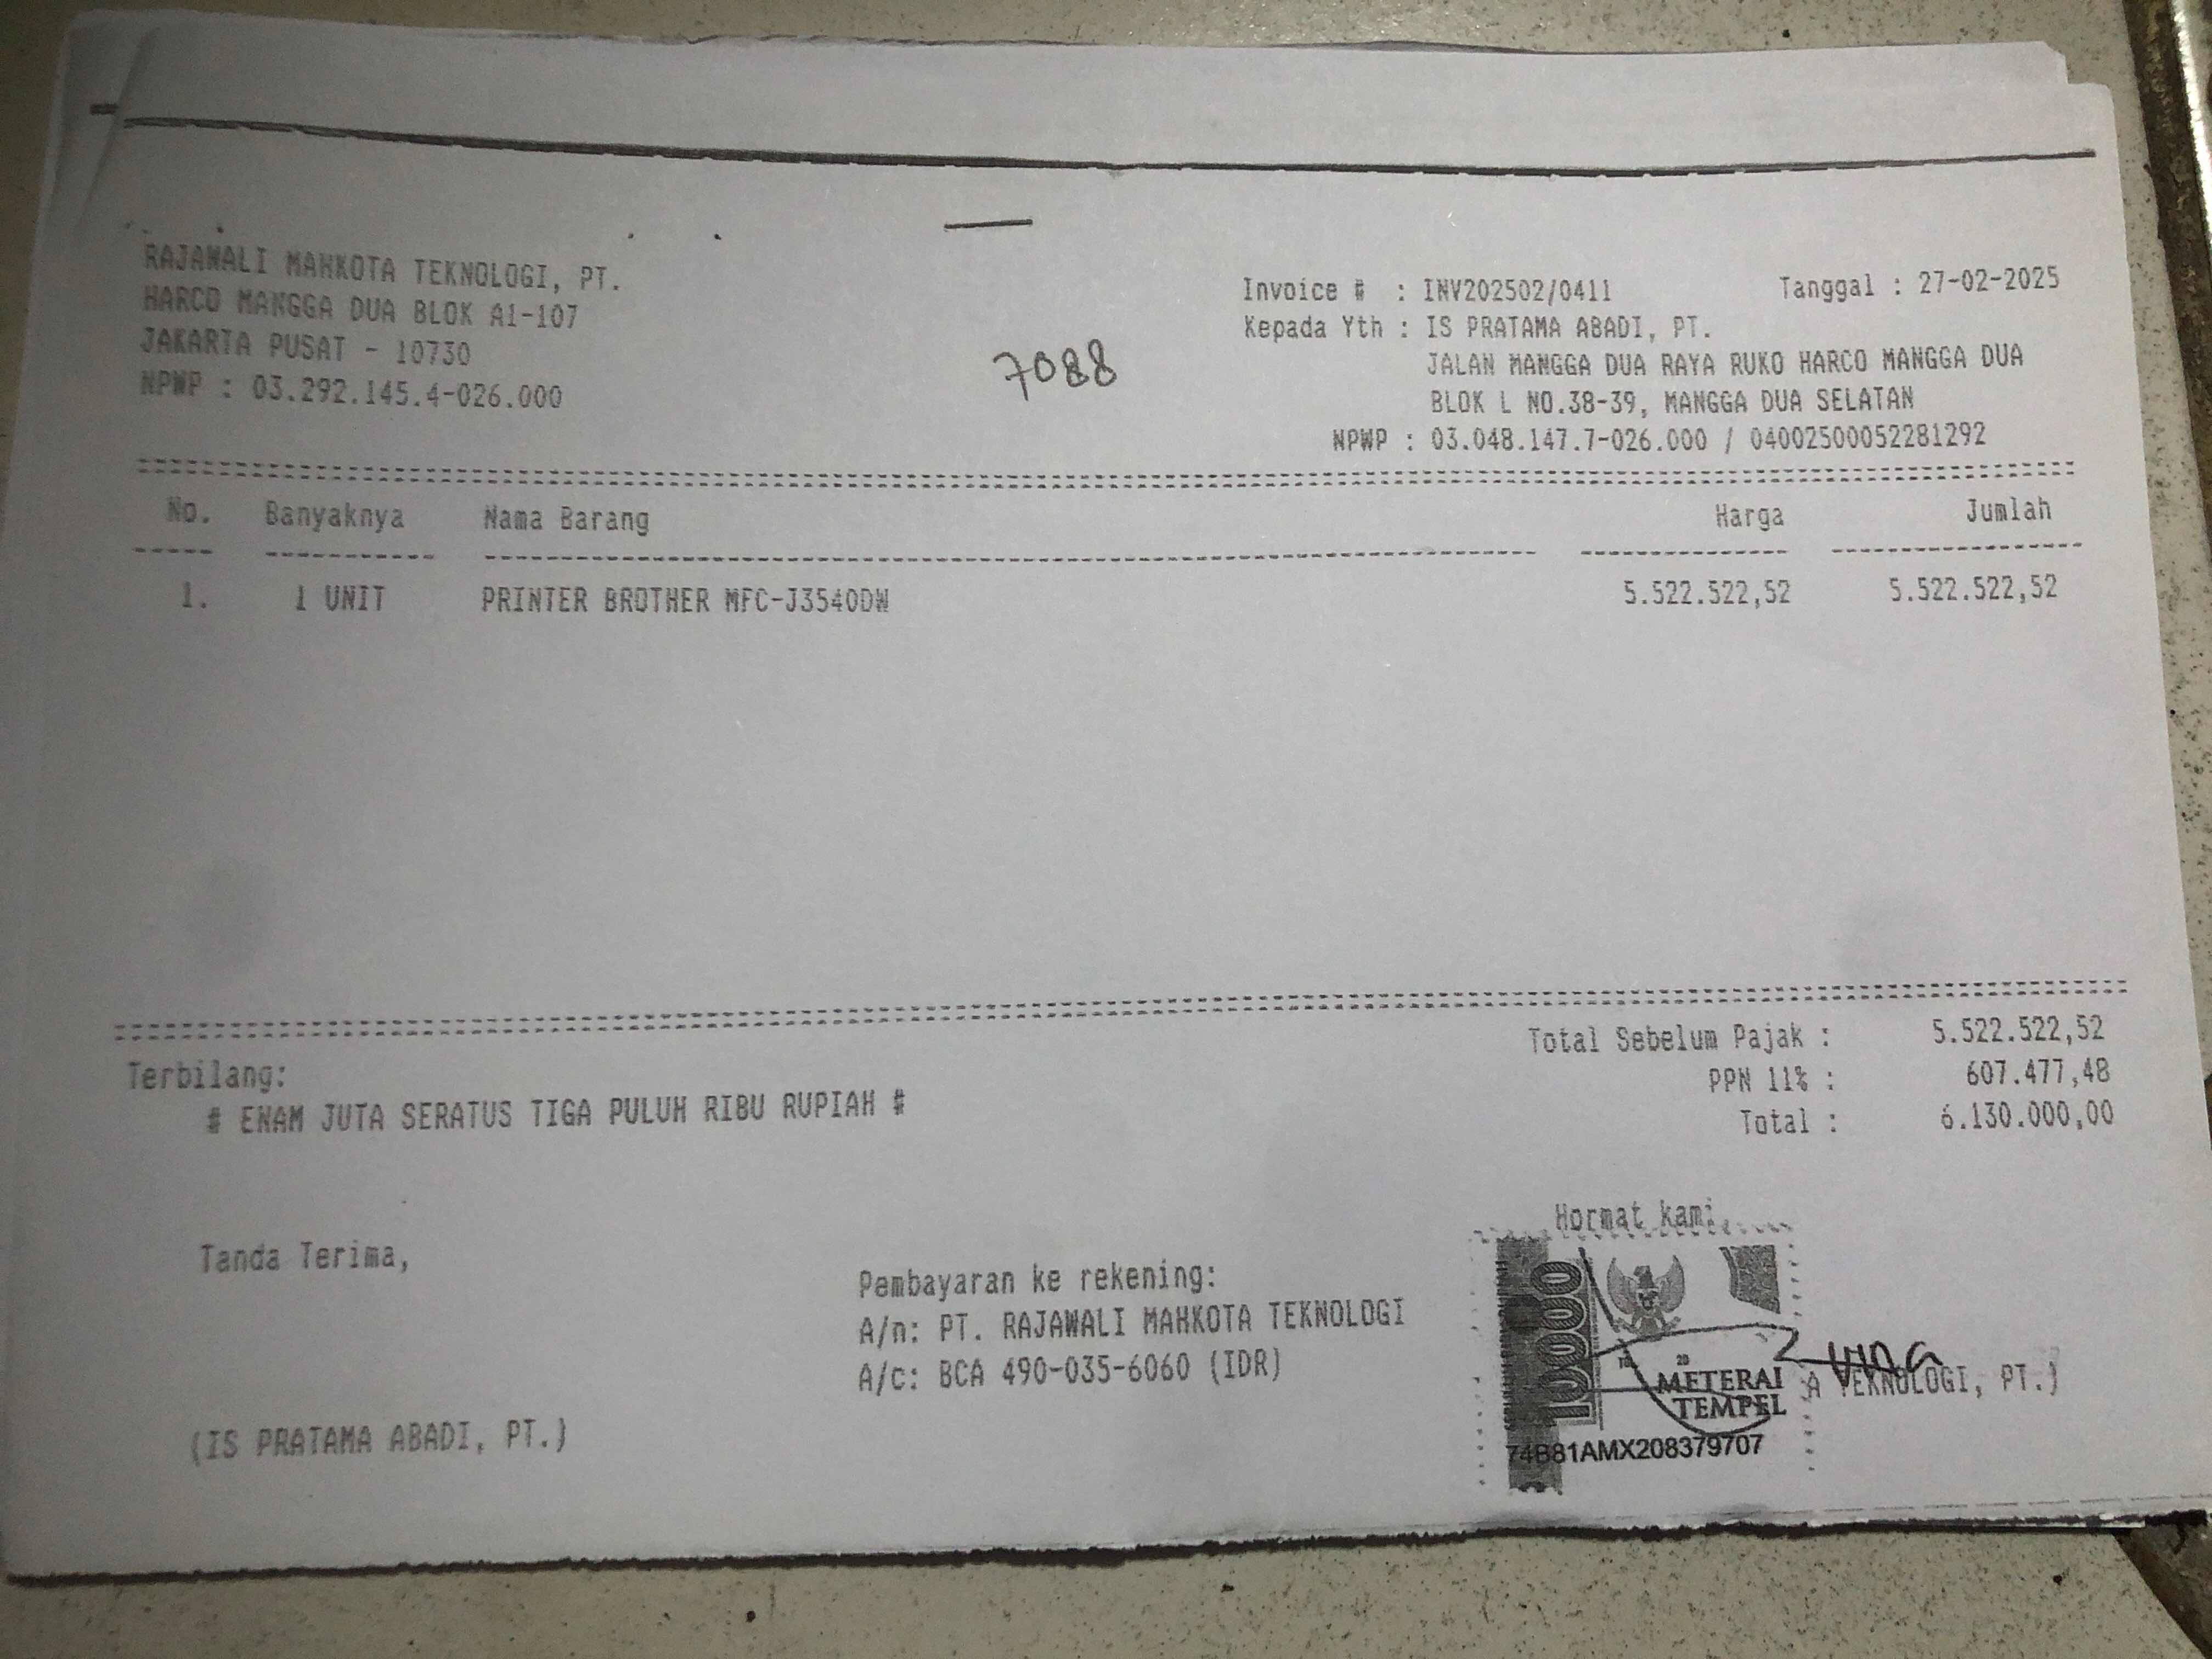 RAJAWALI MAHKOTA TEKNOLOGI, PT.
HARCO MANGGA DUA BLOK A1-107
JAKARTA PUSAT - 10730
NPWP : 03.292.145.4-026.000
7088
Invoice # : INV202502/0411 Tanggal : 27-02-2025
Kepada Yth : IS PRATAMA ABADI, PT.
JALAN MANGGA DUA RAYA RUKO HARCO MANGGA DUA
BLOK L NO.38-39, MANGGA DUA SELATAN
NPWP : 03.048.147.7-026.000 / 04002500052281292
No. Banyaknya Nama Barang Harga Jumlah
1. 1 UNIT PRINTER BROTHER MFC-J3540DW 5.522.522,52 5.522.522,52
Total Sebelum Pajak : 5.522.522,52
PPN 11% : 607.477,48
Total : 6.130.000,00
Terbilang:
# ENAM JUTA SERATUS TIGA PULUH RIBU RUPIAH #
Tanda Terima,
(IS PRATAMA ABADI, PT.)
Pembayaran ke rekening:
A/n: PT. RAJAWALI MAHKOTA TEKNOLOGI
A/c: BCA 490-035-6060 (IDR)
Hormat kami,
10000
METERAI
TEMPEL
74B81AMX208379707
A TEKNOLOGI, PT.)